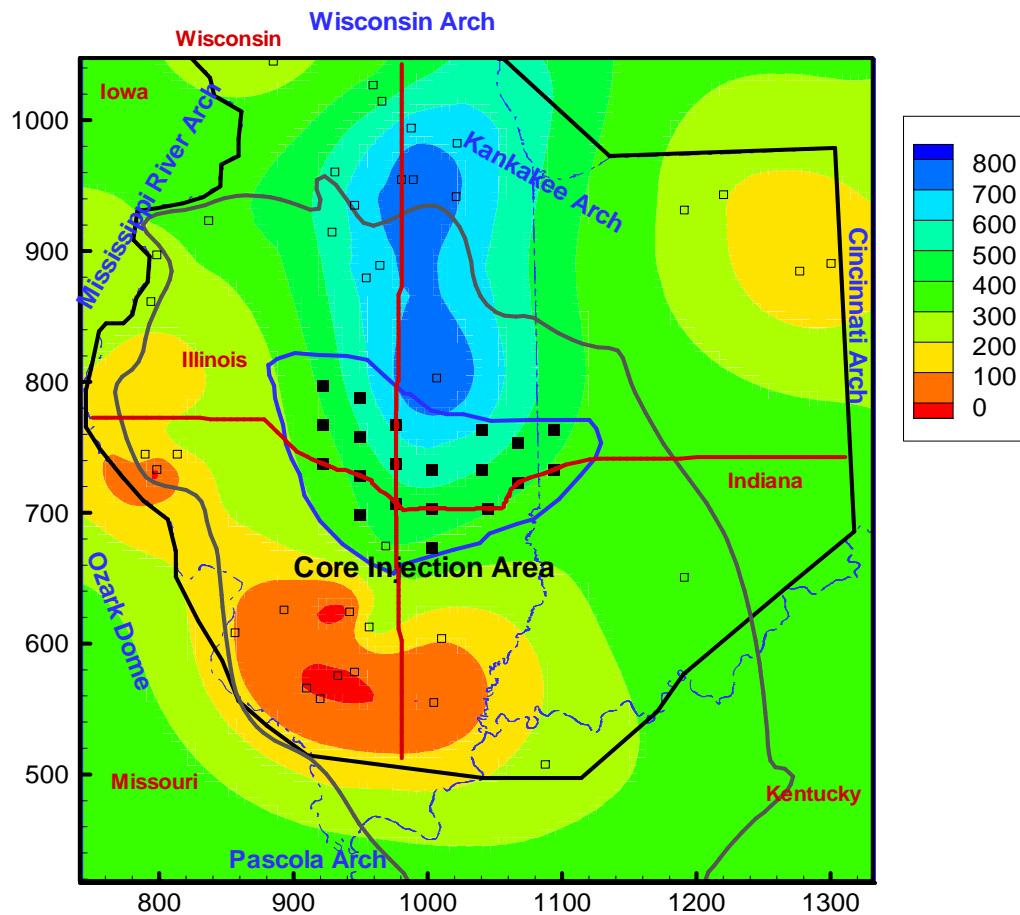 Wisconsin Arch
Wisconsin
Iowa
Mississippi River Arch
Kankakee Arch
Cincinnati Arch
Illinois
Indiana
Core Injection Area
Ozark Dome
Missouri
Kentucky
Pascola Arch
1000
900
800
700
600
500
800
900
1000
1100
1200
1300
800
700
600
500
400
300
200
100
0